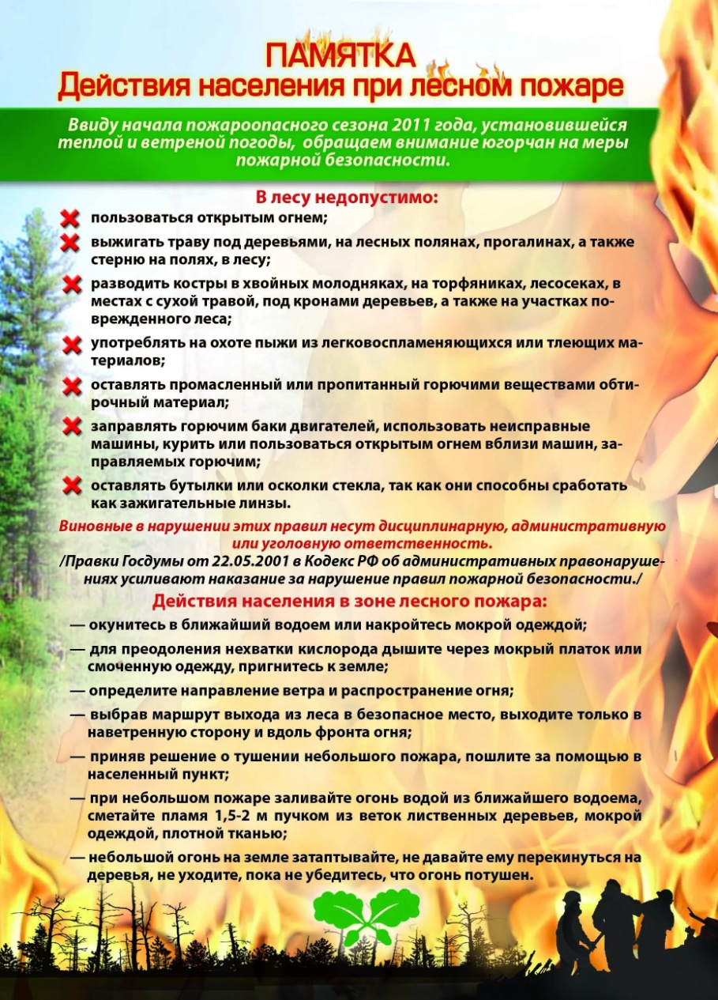 ПАМЯТКА
Действия населения при лесном пожаре
Ввиду начала пожароопасного сезона 2011 года, установившейся
теплой и ветреной погоды, обращаем внимание югорчан на меры
пожарной безопасности.
В лесу недопустимо:
пользоваться открытым огнем;
выжигать траву под деревьями, на лесных полянах, прогалинах, а также
стерню на полях, в лесу;
разводить костры в хвойных молодняках, на торфяниках, лесосеках, в
местах с сухой травой, под кронами деревьев, а также на участках по-
врежденного леса;
употреблять на охоте пыжи из легковоспламеняющихся или тлеющих ма-
териалов;
оставлять промасленный или пропитанный горючими веществами обти-
рочный материал;
заправлять горючим баки двигателей, использовать неисправные
машины, курить или пользоваться открытым огнем вблизи машин, за-
правляемых горючим;
оставлять бутылки или осколки стекла, так как они способны сработать
как зажигательные линзы.
Виновные в нарушении этих правил несут дисциплинарную, административную
или уголовную ответственность.
/Правки Госдумы от 22.05.2001 в Кодекс РФ об административных правонаруше-
ниях усиливают наказание за нарушение правил пожарной безопасности./
Действия населения в зоне лесного пожара:
— окунитесь в ближайший водоем или накройтесь мокрой одеждой;
— для преодоления нехватки кислорода дышите через мокрый платок или
смоченную одежду, пригнитесь к земле;
— определите направление ветра и распространение огня;
— выбрав маршрут выхода из леса в безопасное место, выходите только в
наветренную сторону и вдоль фронта огня;
— приняв решение о тушении небольшого пожара, пошлите за помощью в
населенный пункт;
— при небольшом пожаре заливайте огонь водой из ближайшего водоема,
сметайте пламя 1,5-2 м пучком из веток лиственных деревьев, мокрой
одеждой, плотной тканью;
— небольшой огонь на земле затаптывайте, не давайте ему перекинуться на
деревья, не уходите, пока не убедитесь, что огонь потушен.